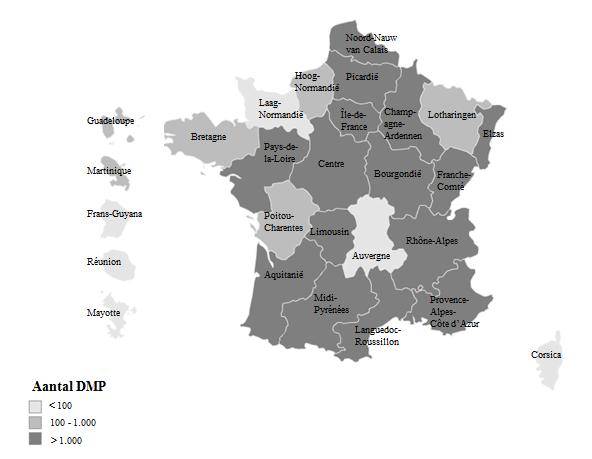 Noord-Nauw
van Calais
Hoog-
Normandië
Picardië
Laag-
Normandië
Île-de-
France
Champ-
agne-
Ardennen
Lotharingen
Elzas
Guadeloupe
Bretagne
Pays-de-
la-Loire
Centre
Bourgondië
Franche-
Comté
Martinique
Frans-Guyana
Poitou-
Charentes
Limousin
Auvergne
Rhône-Alpes
Réunion
Aquitanië
Midi-
Pyrénées
Provence-
Alpes-
Côte d'Azur
Mayotte
Languedoc-
Roussillon
Corsica
Aantal DMP
< 100
100 - 1.000
> 1.000